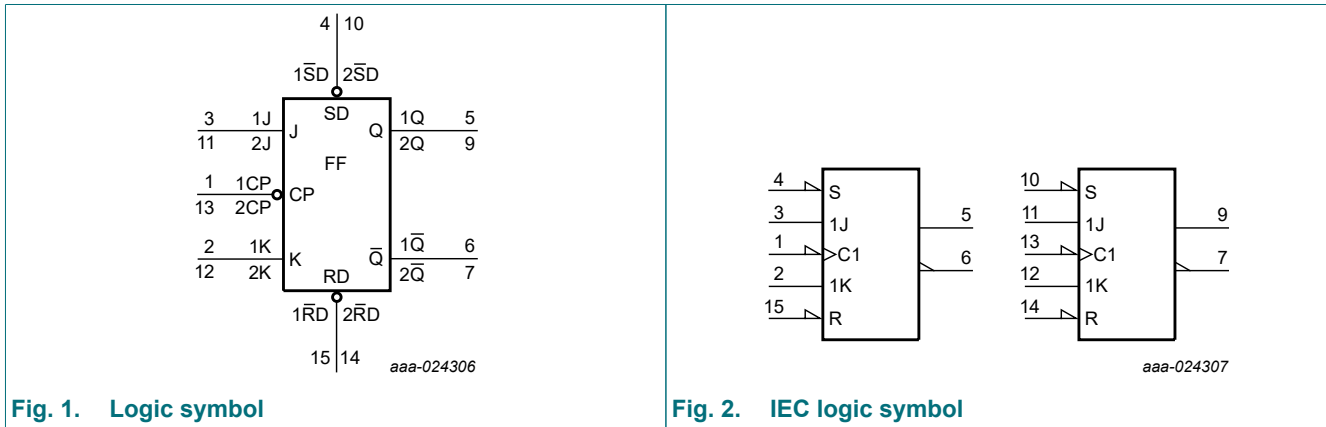 4 10
1S̅D 2S̅D
SD
3 1J J Q 1Q 5
11 2J 2Q 9
FF
1 1CP CP
13 2CP
2 1K K Q̅ 1Q̅ 6
12 2K 2Q̅ 7
RD
1R̅D 2R̅D
15 14
aaa-024306
Fig. 1. Logic symbol
4 S
3 1J 5
1 C1 6
2 1K
15 R
10 S
11 1J 9
13 C1 7
12 1K
14 R
aaa-024307
Fig. 2. IEC logic symbol